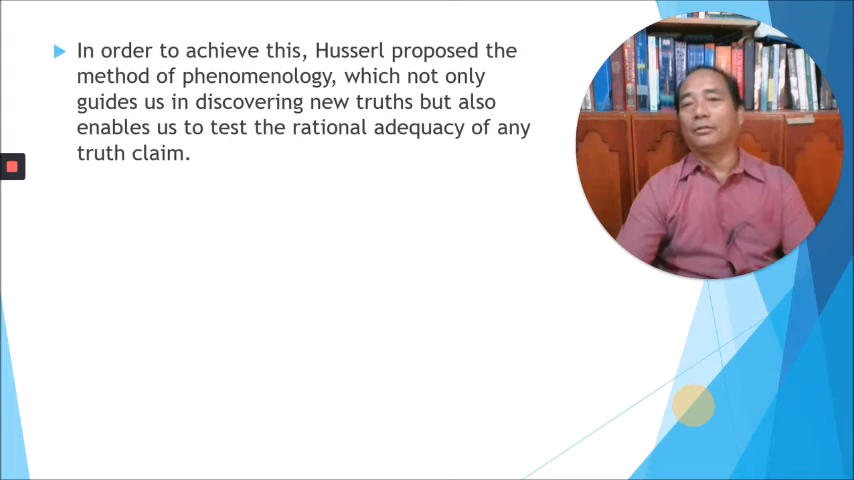 In order to achieve this, Husserl proposed the
method of phenomenology, which not only
guides us in discovering new truths but also
enables us to test the rational adequacy of any
truth claim.